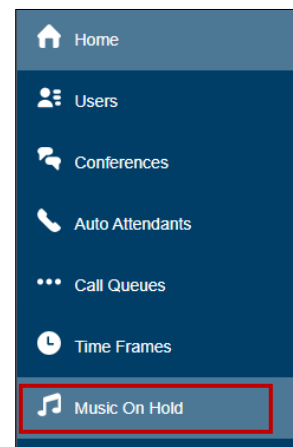 Home
Users
Conferences
Auto Attendants
Call Queues
Time Frames
Music On Hold